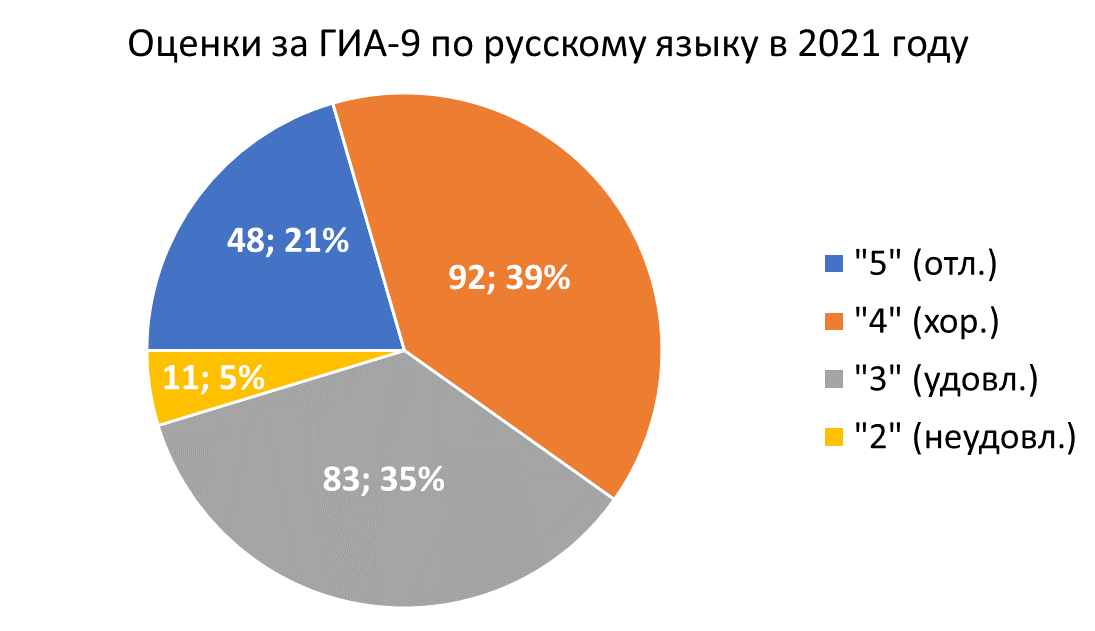 Оценки за ГИА-9 по русскому языку в 2021 году
48; 21%
92; 39%
11; 5%
83; 35%
"5" (отл.)
"4" (хор.)
"3" (удовл.)
"2" (неудовл.)